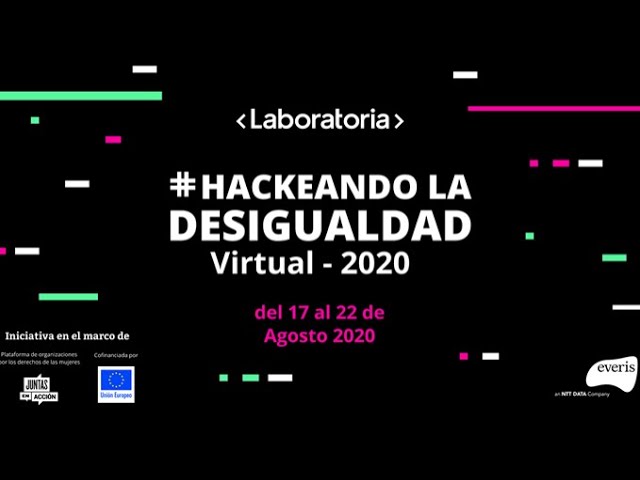 <Laboratoria>
#HACKEANDO LA
DESIGUALDAD
Virtual - 2020
del 17 al 22 de
Agosto 2020
Iniciativa en el marco de
Plataforma de organizaciones
por los derechos de las mujeres
JUNTAS
EN ACCIÓN
Cofinanciada por
Unión Europea
everis
an NTT DATA Company